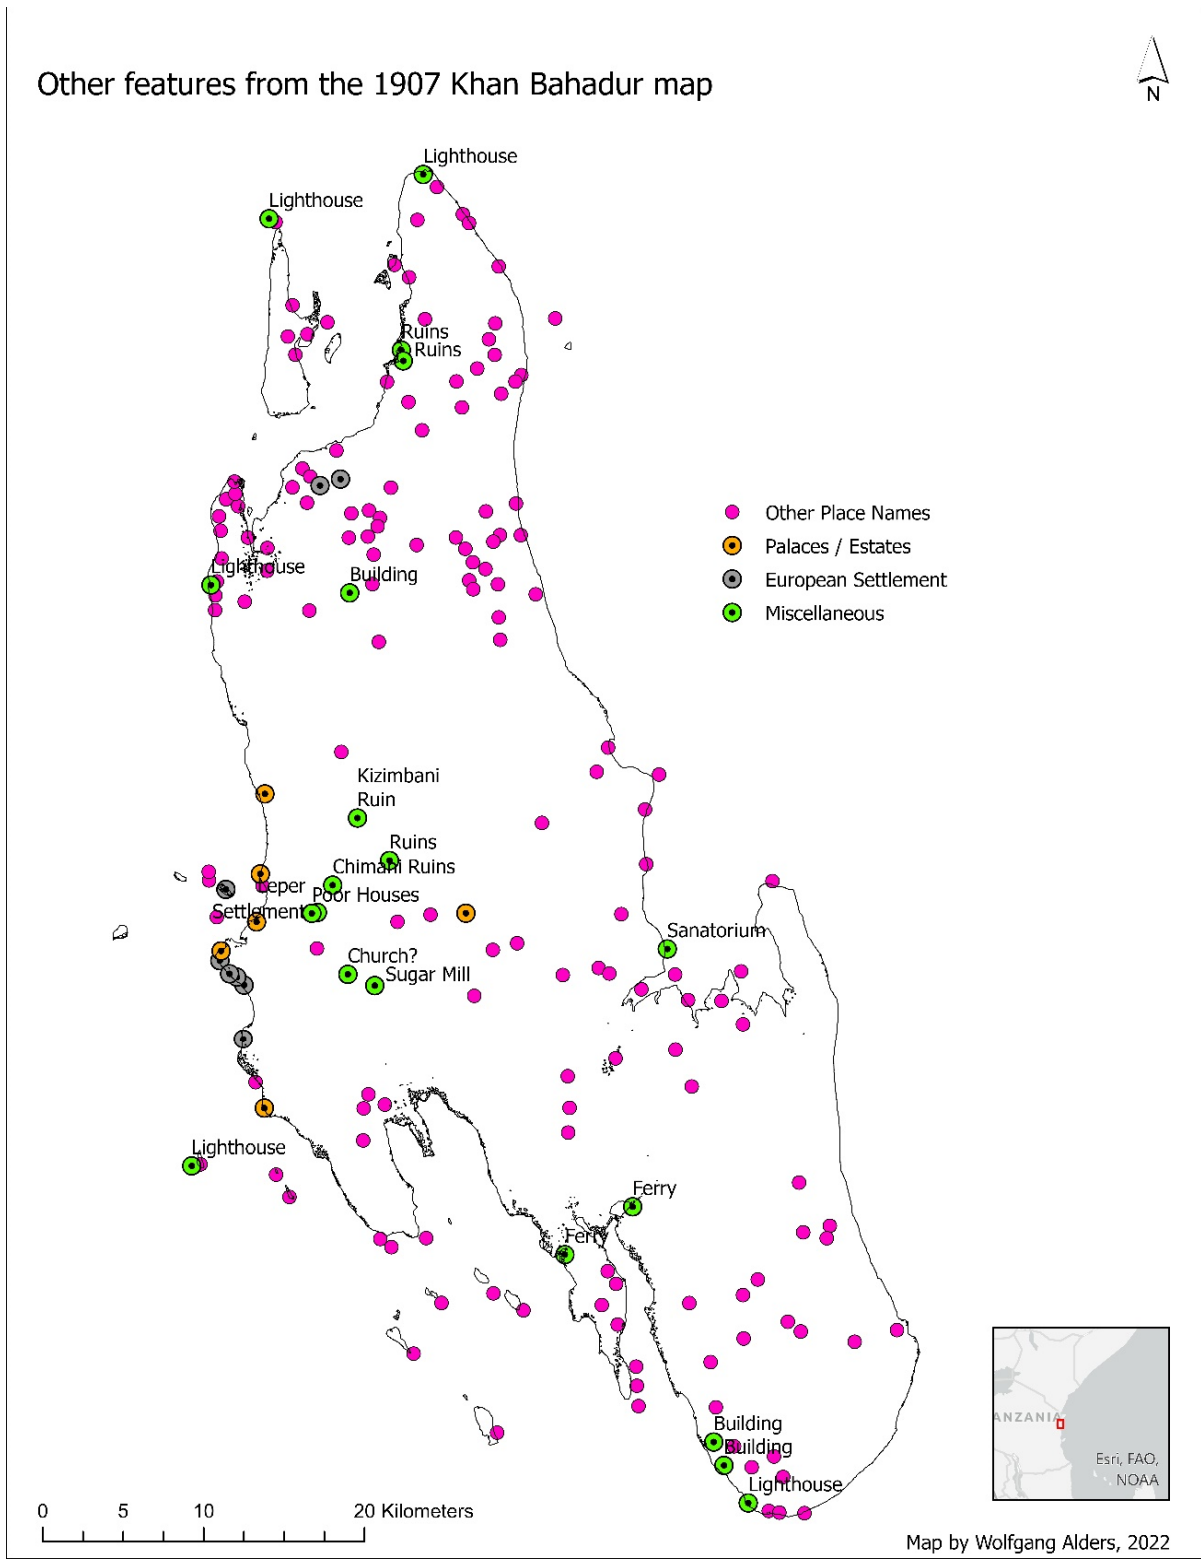 Other features from the 1907 Khan Bahadur map
N
Lighthouse
Lighthouse
Ruins
Ruins
Other Place Names
Palaces / Estates
European Settlement
Miscellaneous
Lighthouse
Building
Kizimbani
Ruin
Ruins
Chimani Ruins
Leper
Settlement
Poor Houses
Sanatorium
Church?
Sugar Mill
Lighthouse
Ferry
Ferry
Building
Building
Lighthouse
ANZANIA
Esri, FAO,
NOAA
0 5 10 20 Kilometers
Map by Wolfgang Alders, 2022